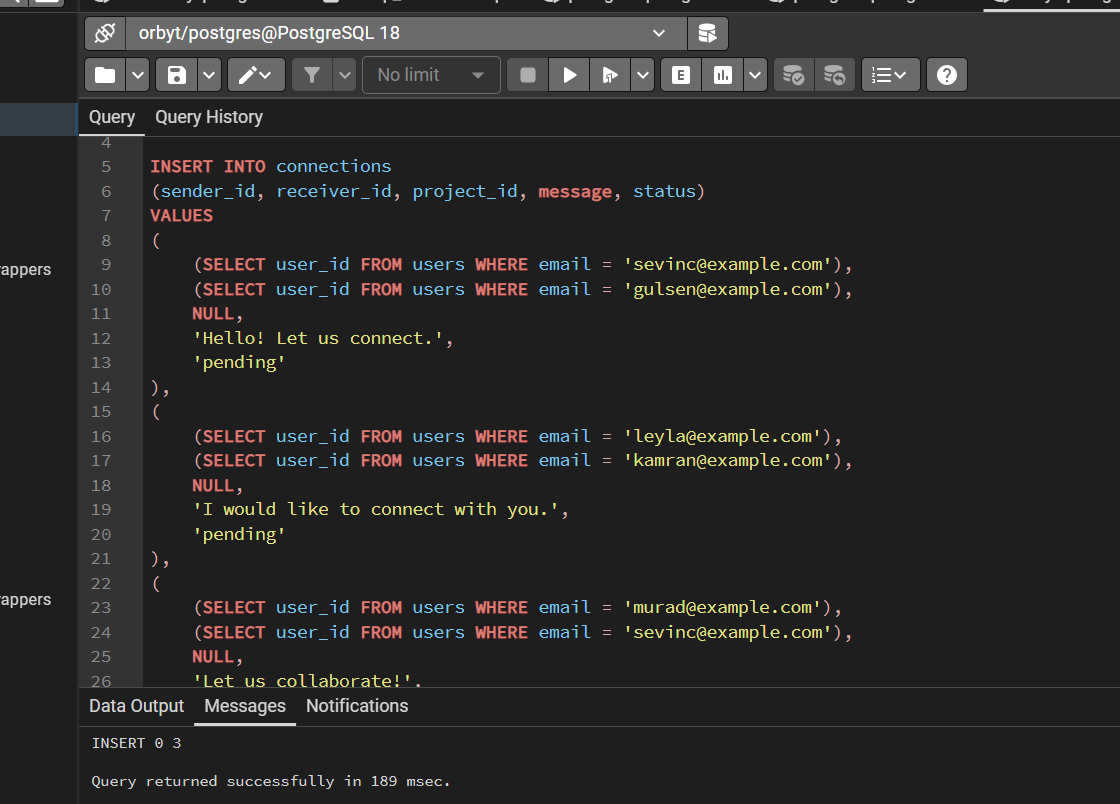 orbyt/postgres@PostgreSQL 18
No limit
E
Query Query History
4
5 INSERT INTO connections
6 (sender_id, receiver_id, project_id, message, status)
7 VALUES
8 (
9 (SELECT user_id FROM users WHERE email = 'sevinc@example.com'),
10 (SELECT user_id FROM users WHERE email = 'gulsen@example.com'),
11 NULL,
12 'Hello! Let us connect.',
13 'pending'
14 ),
15 (
16 (SELECT user_id FROM users WHERE email = 'leyla@example.com'),
17 (SELECT user_id FROM users WHERE email = 'kamran@example.com'),
18 NULL,
19 'I would like to connect with you.',
20 'pending'
21 ),
22 (
23 (SELECT user_id FROM users WHERE email = 'murad@example.com'),
24 (SELECT user_id FROM users WHERE email = 'sevinc@example.com'),
25 NULL,
26 'Let us collaborate!',
rappers
rappers
Data Output Messages Notifications
INSERT 0 3
Query returned successfully in 189 msec.